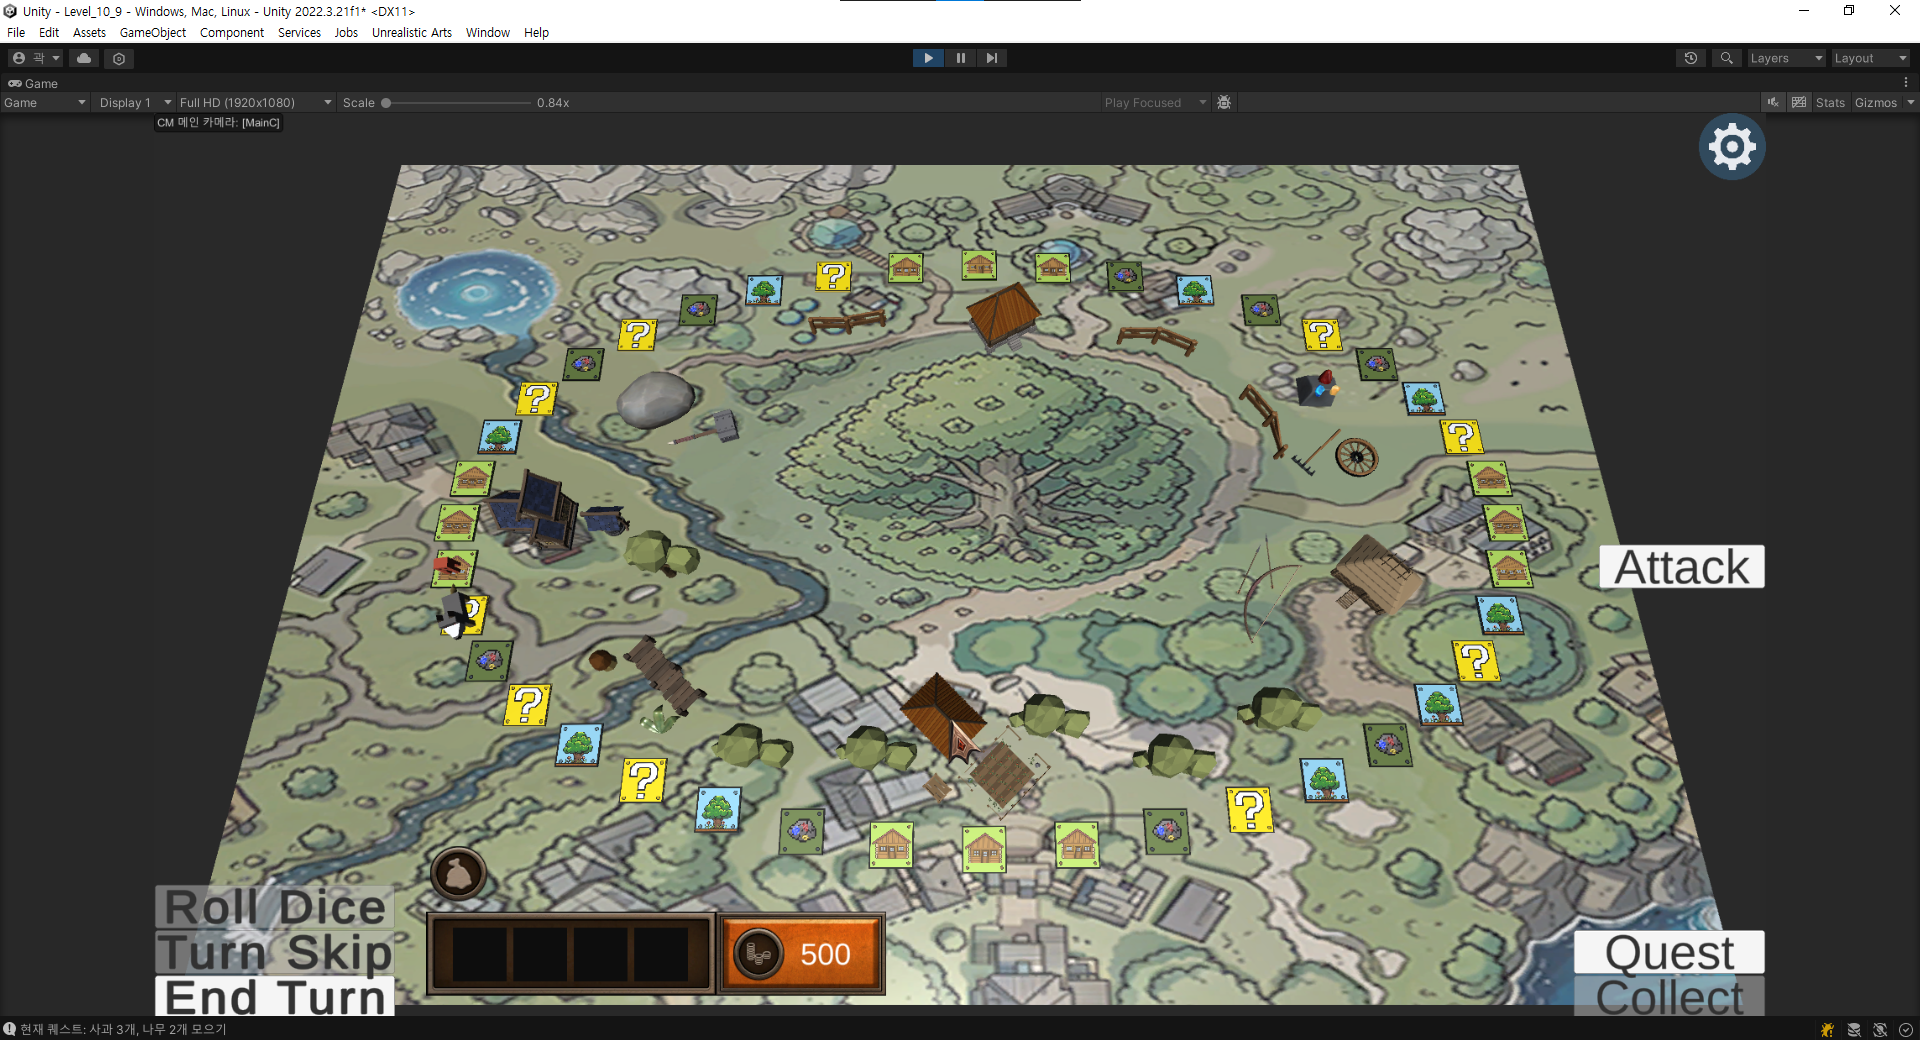 Unity - Level_10_9 - Windows, Mac, Linux - Unity 2022.3.21f1* <DX11>
File Edit Assets GameObject Component Services Jobs Unrealistic Arts Window Help
곽 Layers Layout
Game
Game Display 1 Full HD (1920x1080) Scale 0.84x Play Focused Stats Gizmos
CM 메인 카메라: [MainC]
? ?
? ?
? ?
?
?
?
? ?
Attack
Roll Dice
Turn Skip
End Turn
500
Quest
Collect
현재 퀘스트: 사과 3개, 나무 2개 모으기